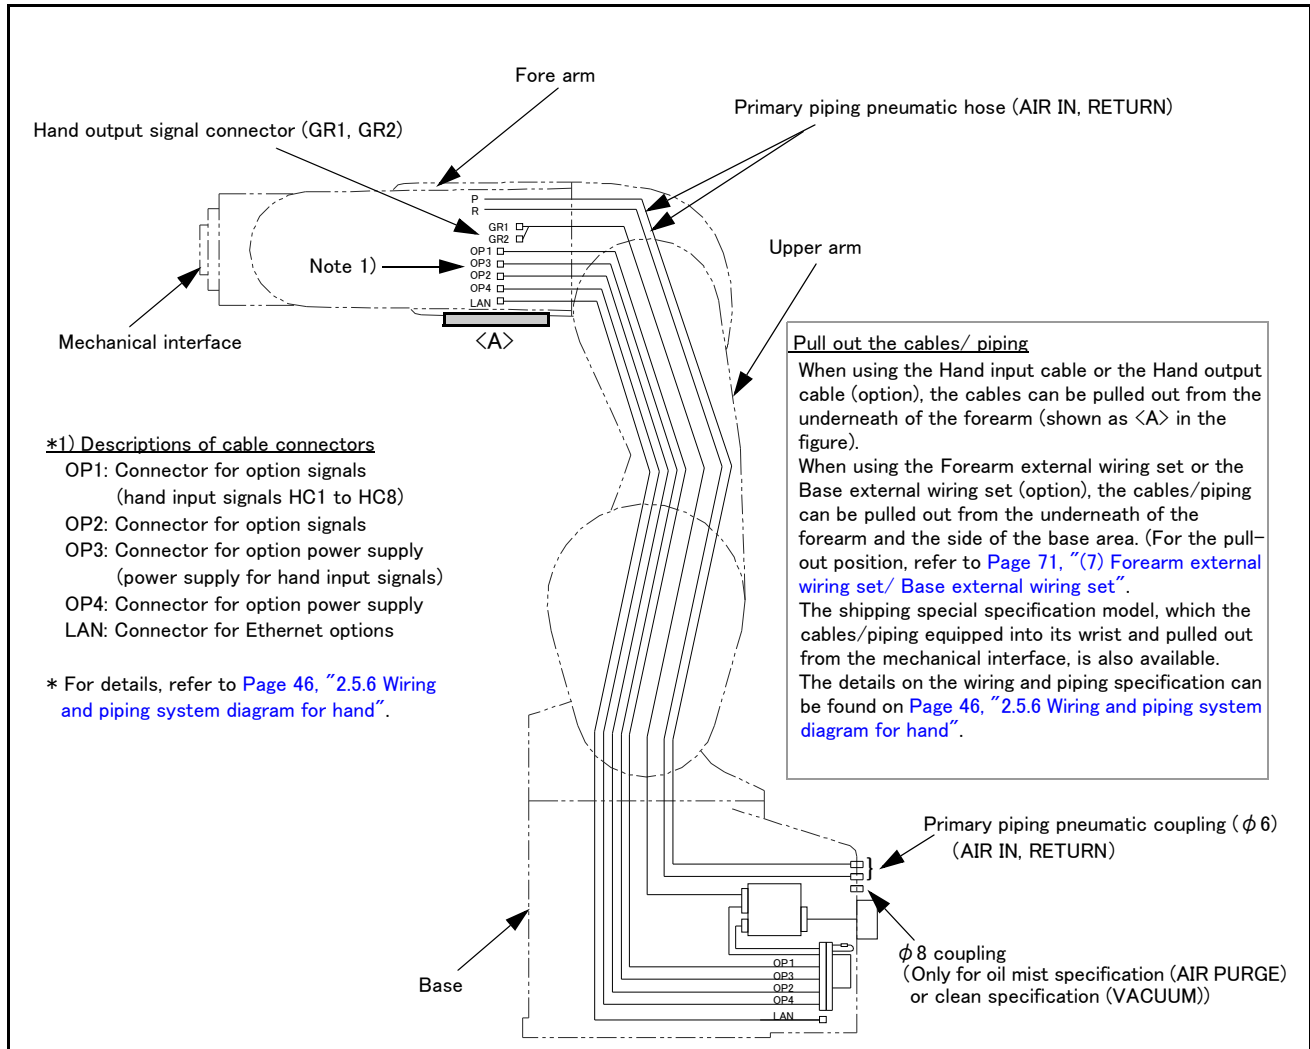 Fore arm
Primary piping pneumatic hose (AIR IN, RETURN)
Hand output signal connector (GR1, GR2)
P
R
GR1
GR2
OP1
OP3
OP2
OP4
LAN
Note 1)
Upper arm
Mechanical interface
<A>
Pull out the cables/ piping
When using the Hand input cable or the Hand output
cable (option), the cables can be pulled out from the
underneath of the forearm (shown as <A> in the
figure).
When using the Forearm external wiring set or the
Base external wiring set (option), the cables/piping
can be pulled out from the underneath of the
forearm and the side of the base area. (For the pull-
out position, refer to Page 71, "(7) Forearm external
wiring set/ Base external wiring set".
The shipping special specification model, which the
cables/piping equipped into its wrist and pulled out
from the mechanical interface, is also available.
The details on the wiring and piping specification can
be found on Page 46, "2.5.6 Wiring and piping system
diagram for hand".
*1) Descriptions of cable connectors
OP1: Connector for option signals
(hand input signals HC1 to HC8)
OP2: Connector for option signals
OP3: Connector for option power supply
(power supply for hand input signals)
OP4: Connector for option power supply
LAN: Connector for Ethernet options
* For details, refer to Page 46, "2.5.6 Wiring
and piping system diagram for hand".
Primary piping pneumatic coupling (φ6)
(AIR IN, RETURN)
φ8 coupling
(Only for oil mist specification (AIR PURGE)
or clean specification (VACUUM))
Base
OP1
OP3
OP2
OP4
LAN